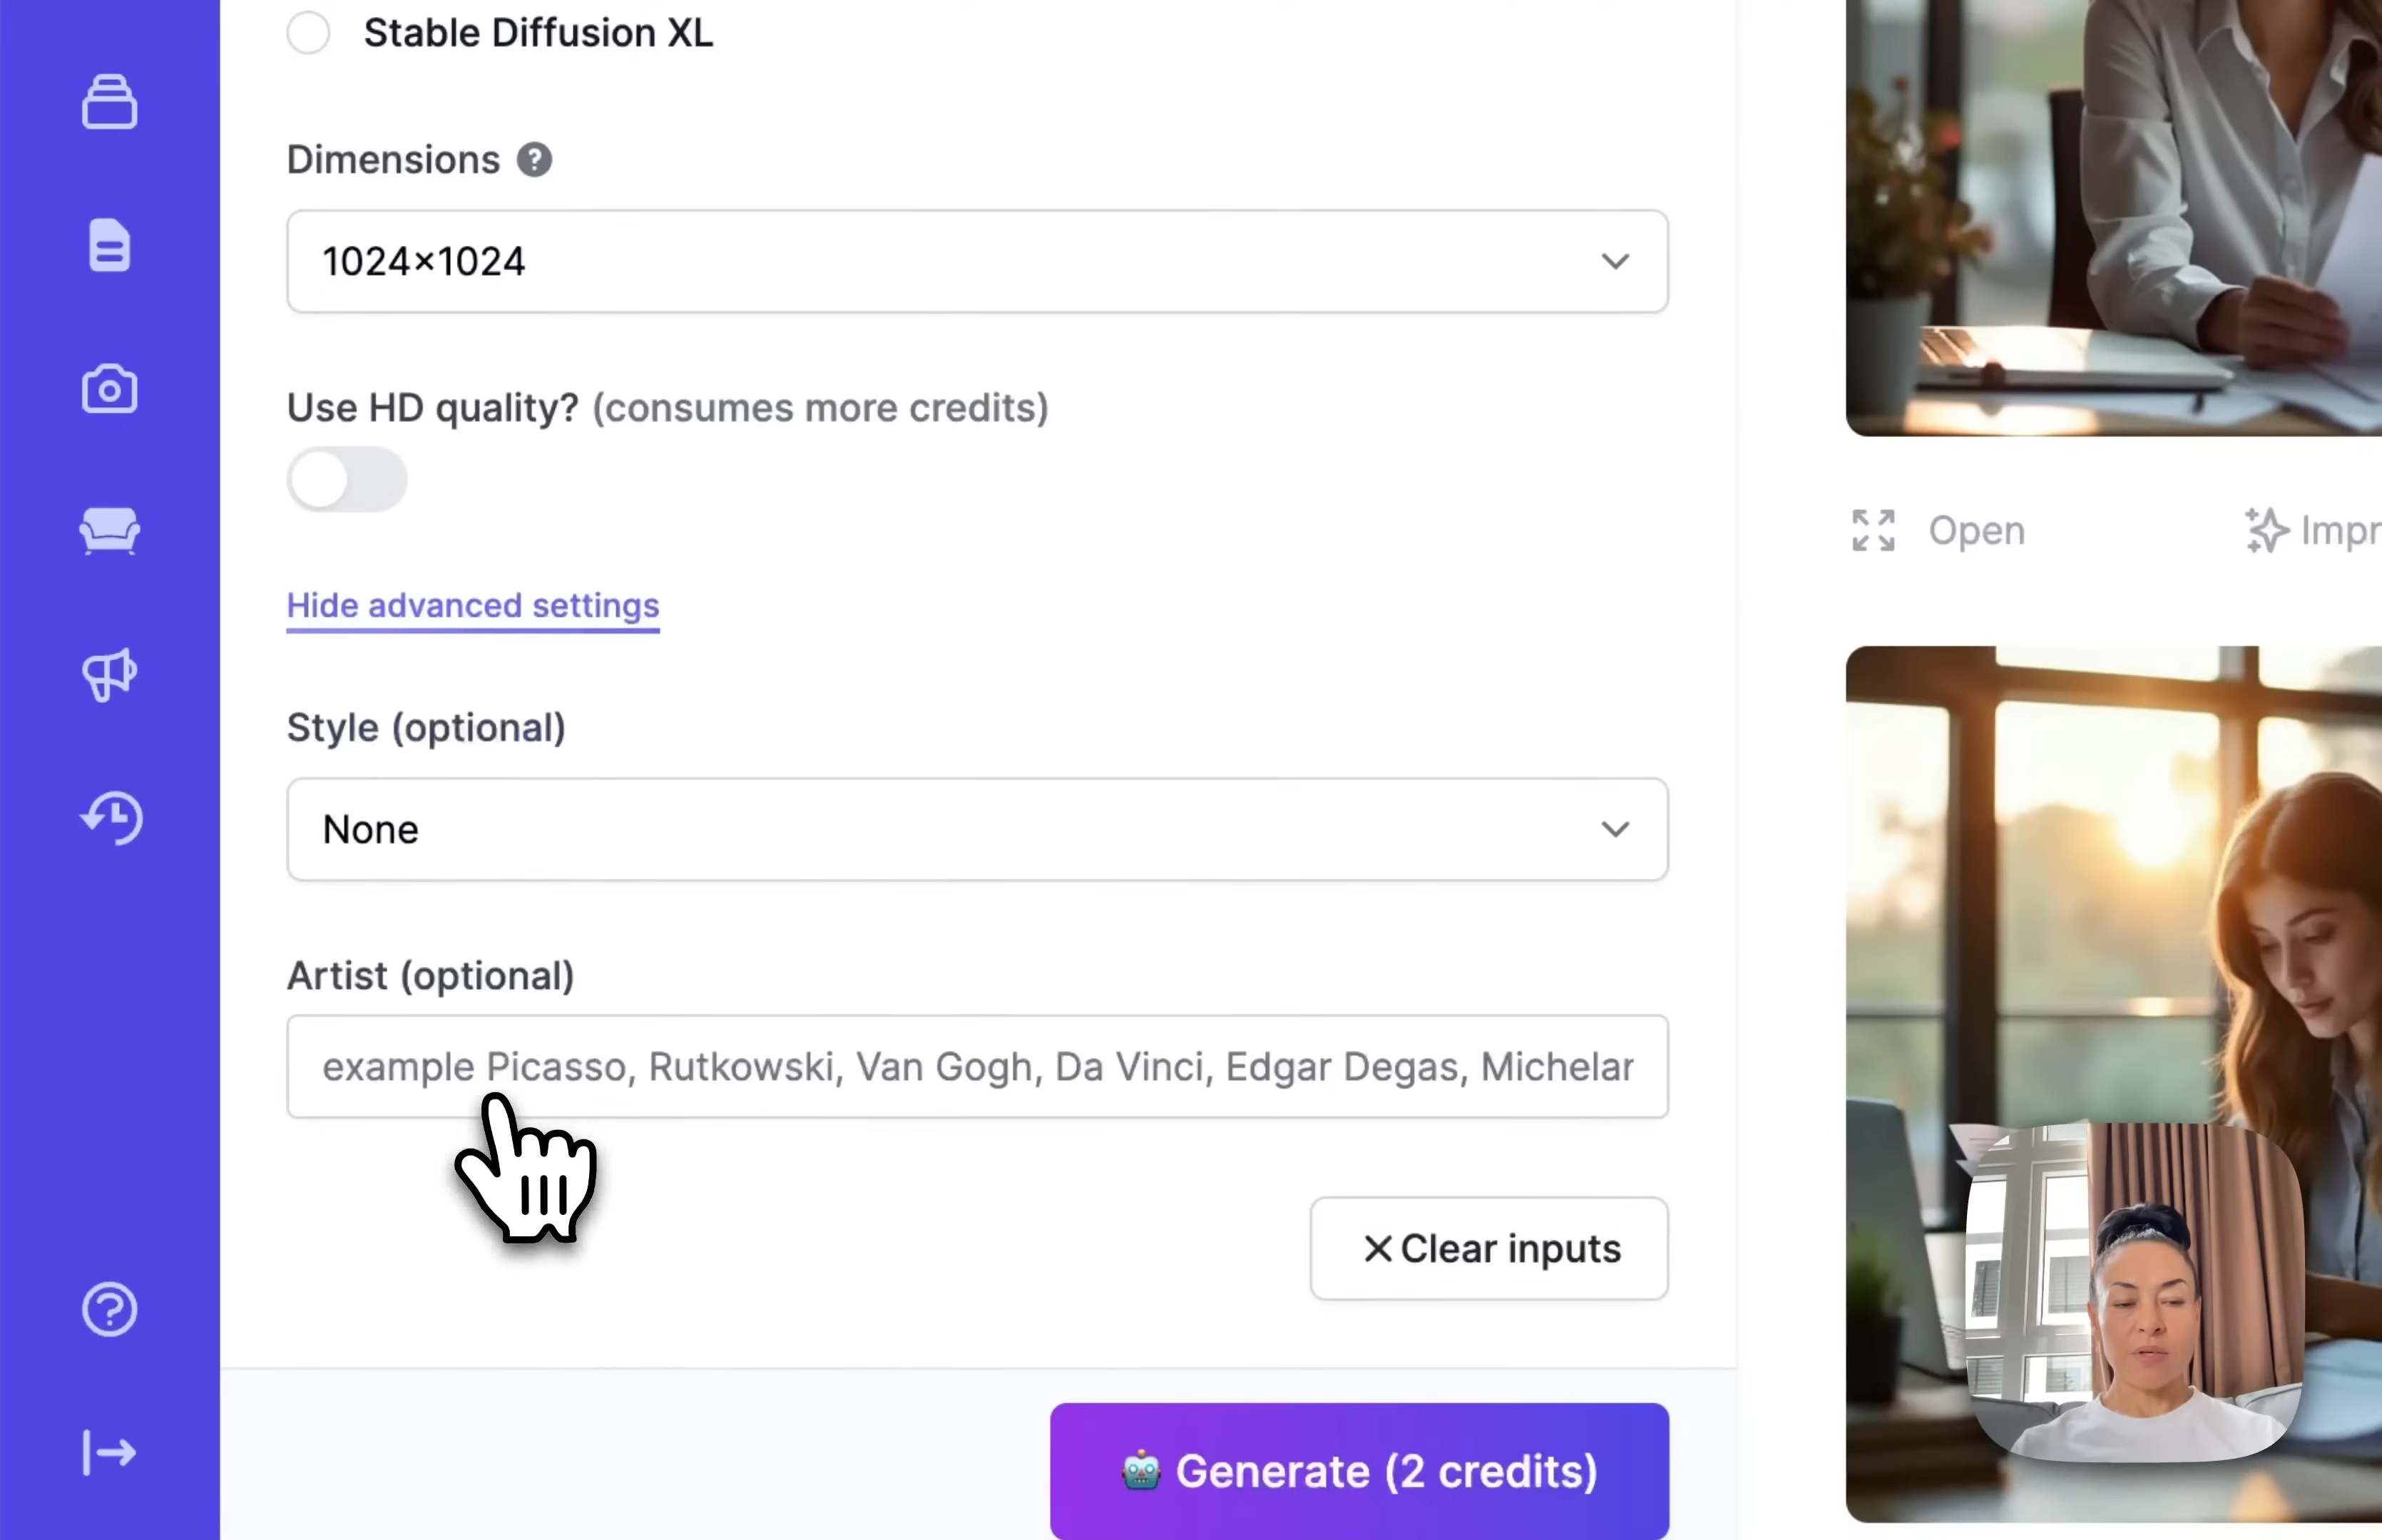 Stable Diffusion XL
Dimensions ?
1024×1024
Use HD quality? (consumes more credits)
Open
Impr
Hide advanced settings
Style (optional)
None
Artist (optional)
example Picasso, Rutkowski, Van Gogh, Da Vinci, Edgar Degas, Michelar
Clear inputs
Generate (2 credits)